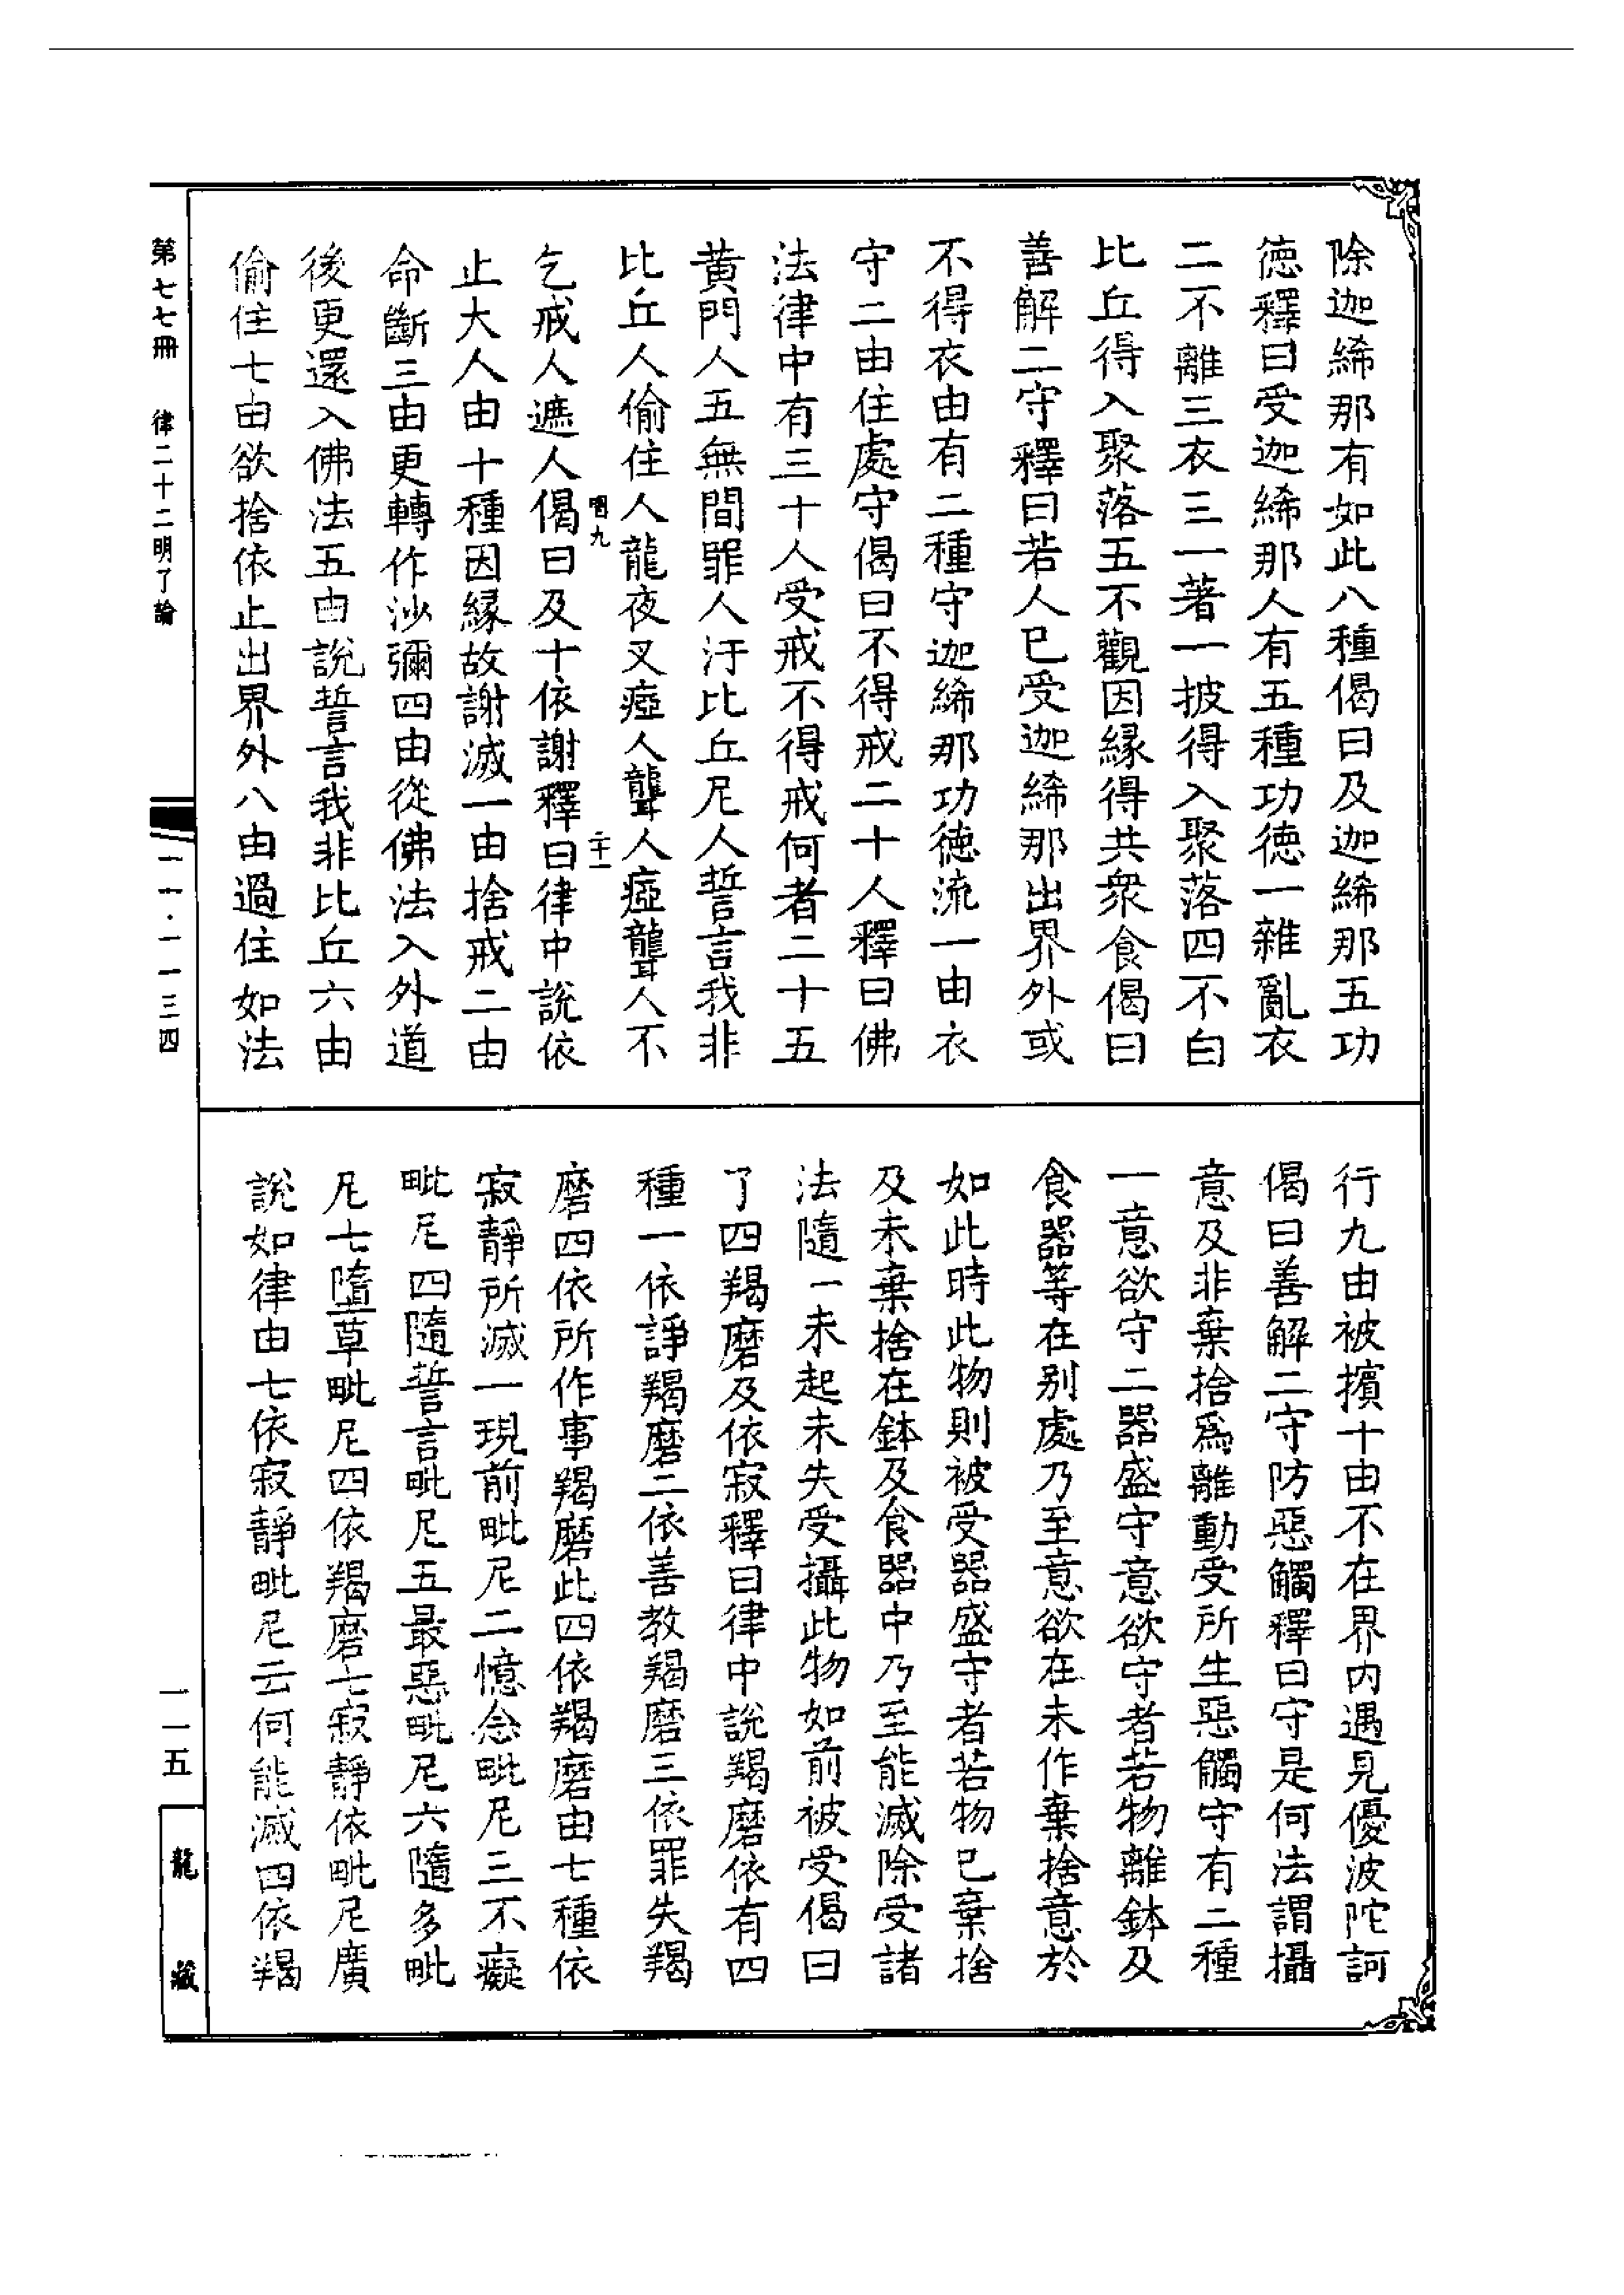 除迦絺那有如此八種偈曰及迦絺那五功
德釋曰受迦絺那人有五種功德一雜亂衣
二不離三衣三一著一披得入聚落四不白
比丘得入聚落五不觀因緣得共衆食偈曰
善解二守釋曰若人已受迦絺那出界外或
不得衣由有二種守迦絺那功德流一由衣
守二由住處守偈曰不得戒二十人釋曰佛
法律中有三十人受戒不得戒何者二十五
黃門人五無間罪人汙比丘尼人誓言我非
比丘人偷住人龍夜叉瘂人聾人瘂聾人不
乞戒人遮人偈曰及十依謝釋曰律中說依
止大人由十種因緣故謝滅一由捨戒二由
命斷三由更轉作沙彌四由從佛法入外道
後更還入佛法五由說誓言我非比丘六由
偷住七由欲捨依止出界外八由過住如法
行九由被擯十由不在界內遇見優波陀訶
偈曰善解二守防惡觸釋曰守是何法謂攝
意及非棄捨爲離動受所生惡觸守有二種
一意欲守二器盛守意欲守者若物離鉢及
食器等在別處乃至意欲在未作棄捨意於
如此時此物則被受器盛守者若物已棄捨
及未棄捨在鉢及食器中乃至能滅除受諸
法隨一未起未失受攝此物如前被受偈曰
了四羯磨及依寂釋曰律中說羯磨依有四
種一依諍羯磨二依善教羯磨三依罪失羯
磨四依所作事羯磨此四依羯磨由七種依
寂靜所滅一現前毗尼二憶念毗尼三不癡
毗尼四隨誓言毗尼五最惡毗尼六隨多毗
尼七隨草毗尼四依羯磨七寂靜依毗尼廣
說如律由七依寂靜毗尼云何能滅四依羯
第七七冊　律二十二明了論
一一·一一三四
一一五
龍藏